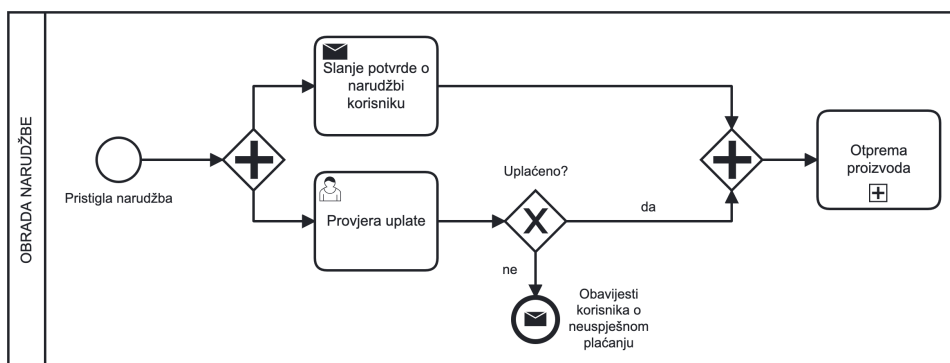 OBRADA NARUDŽBE
Pristigla narudžba
Slanje potvrde o
narudžbi
korisniku
Provjera uplate
Uplaćeno?
da
ne
Obavijesti
korisnika o
neuspješnom
plaćanju
Otprema
proizvoda